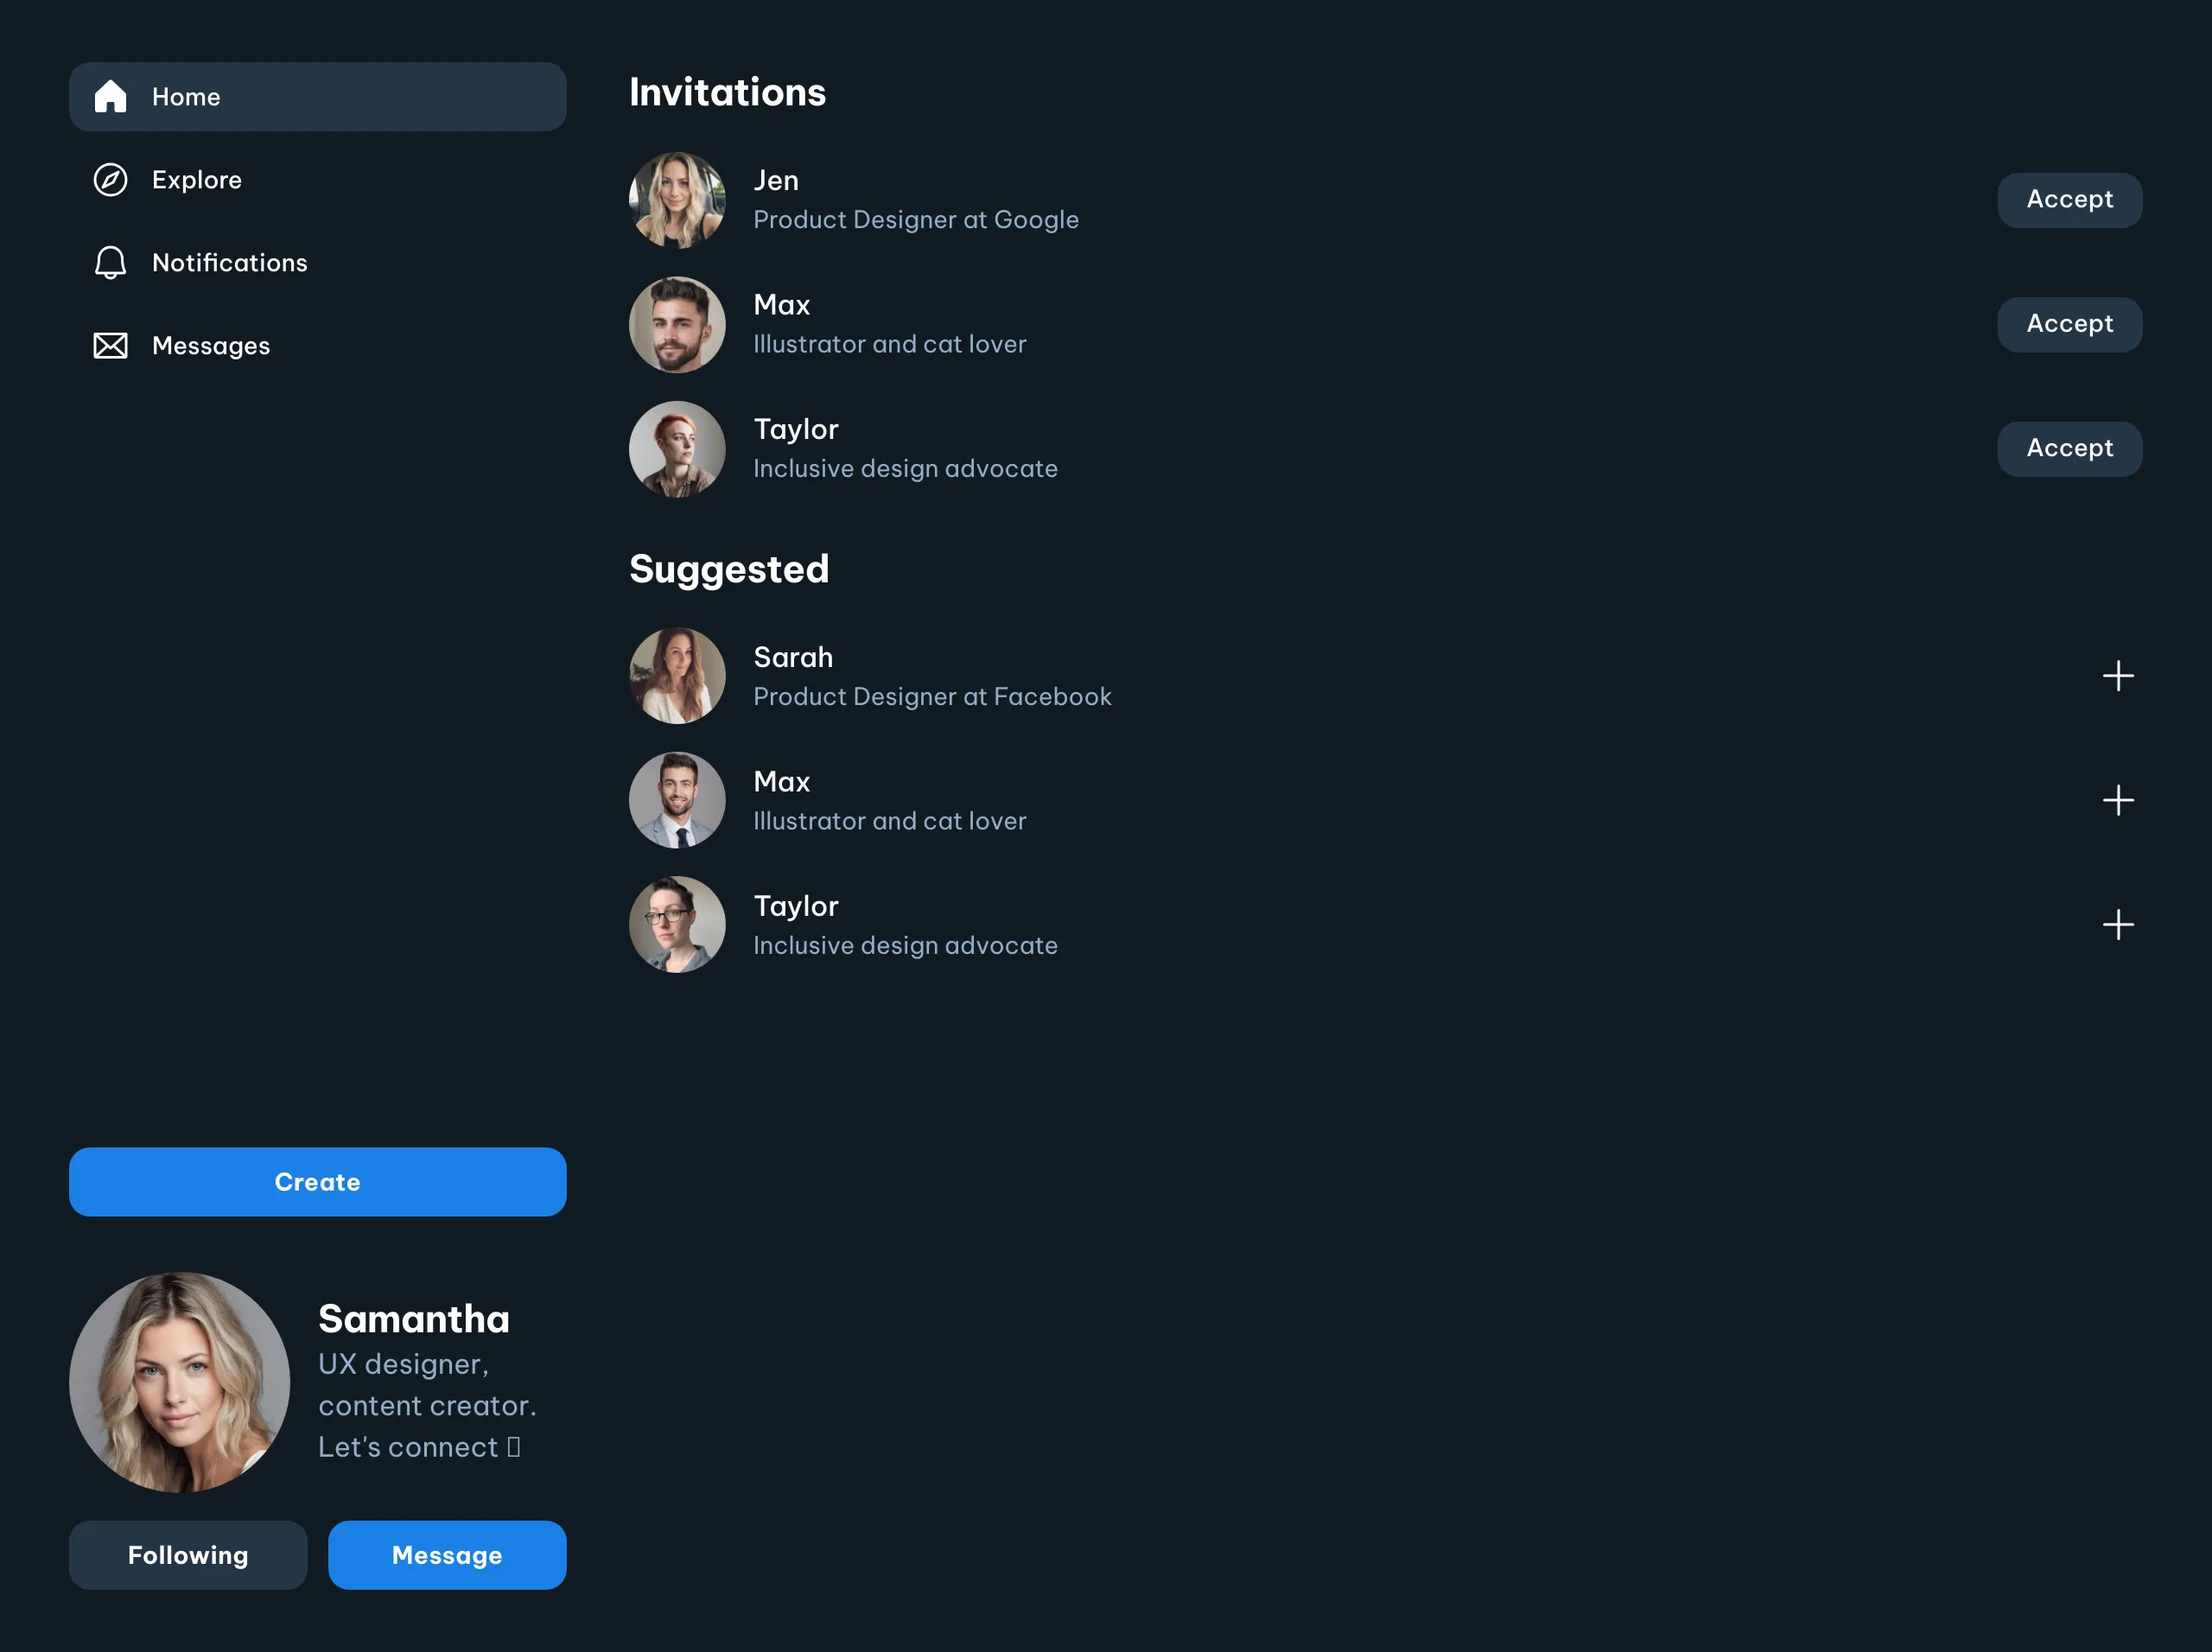 Home
Explore
Notifications
Messages
Invitations
Jen
Product Designer at Google
Accept
Max
Illustrator and cat lover
Accept
Taylor
Inclusive design advocate
Accept
Suggested
Sarah
Product Designer at Facebook
Max
Illustrator and cat lover
Taylor
Inclusive design advocate
Create
Samantha
UX designer,
content creator.
Let's connect
Following
Message